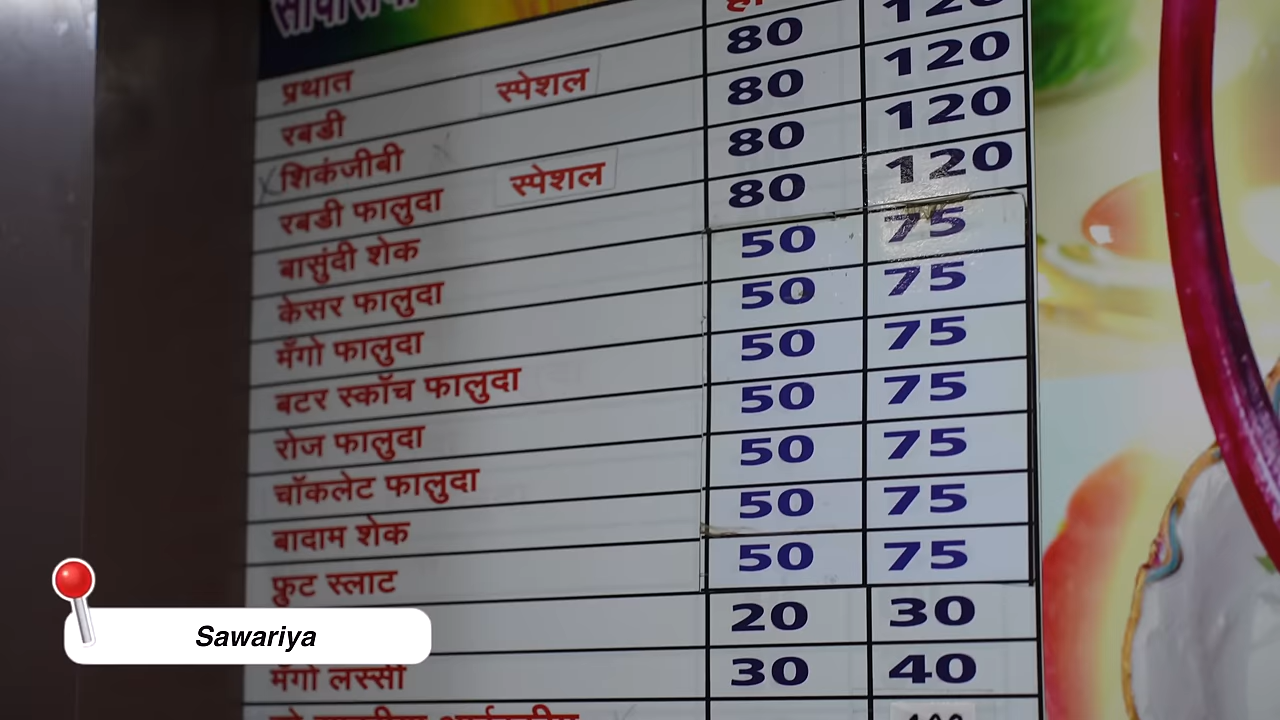 प्रथात
रबडी स्पेशल 80 120
शिकंजीबी 80 120
रबडी फालुदा स्पेशल 80 120
बासुंदी शेक 80 120
केसर फालुदा 50 75
मँगो फालुदा 50 75
बटर स्कॉच फालुदा 50 75
रोज फालुदा 50 75
चॉकलेट फालुदा 50 75
बादाम शेक 50 75
फ्रुट स्लाट 50 75
20 30
मँगो लस्सी 30 40
Sawariya